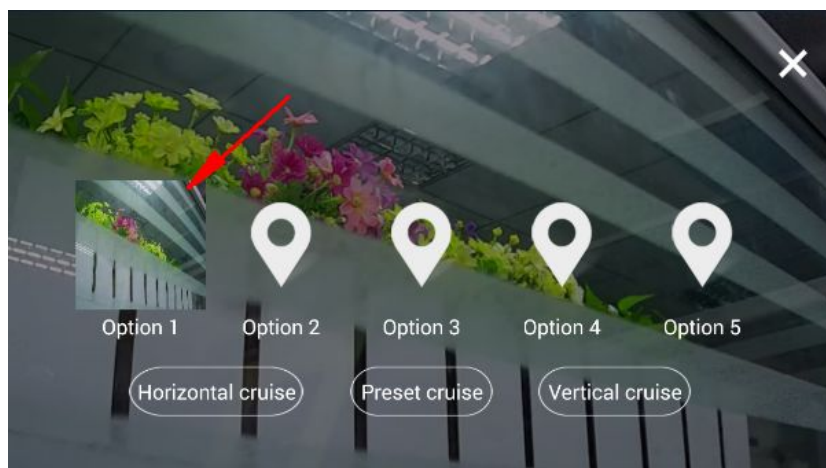 Option 1
Option 2
Option 3
Option 4
Option 5
Horizontal cruise
Preset cruise
Vertical cruise